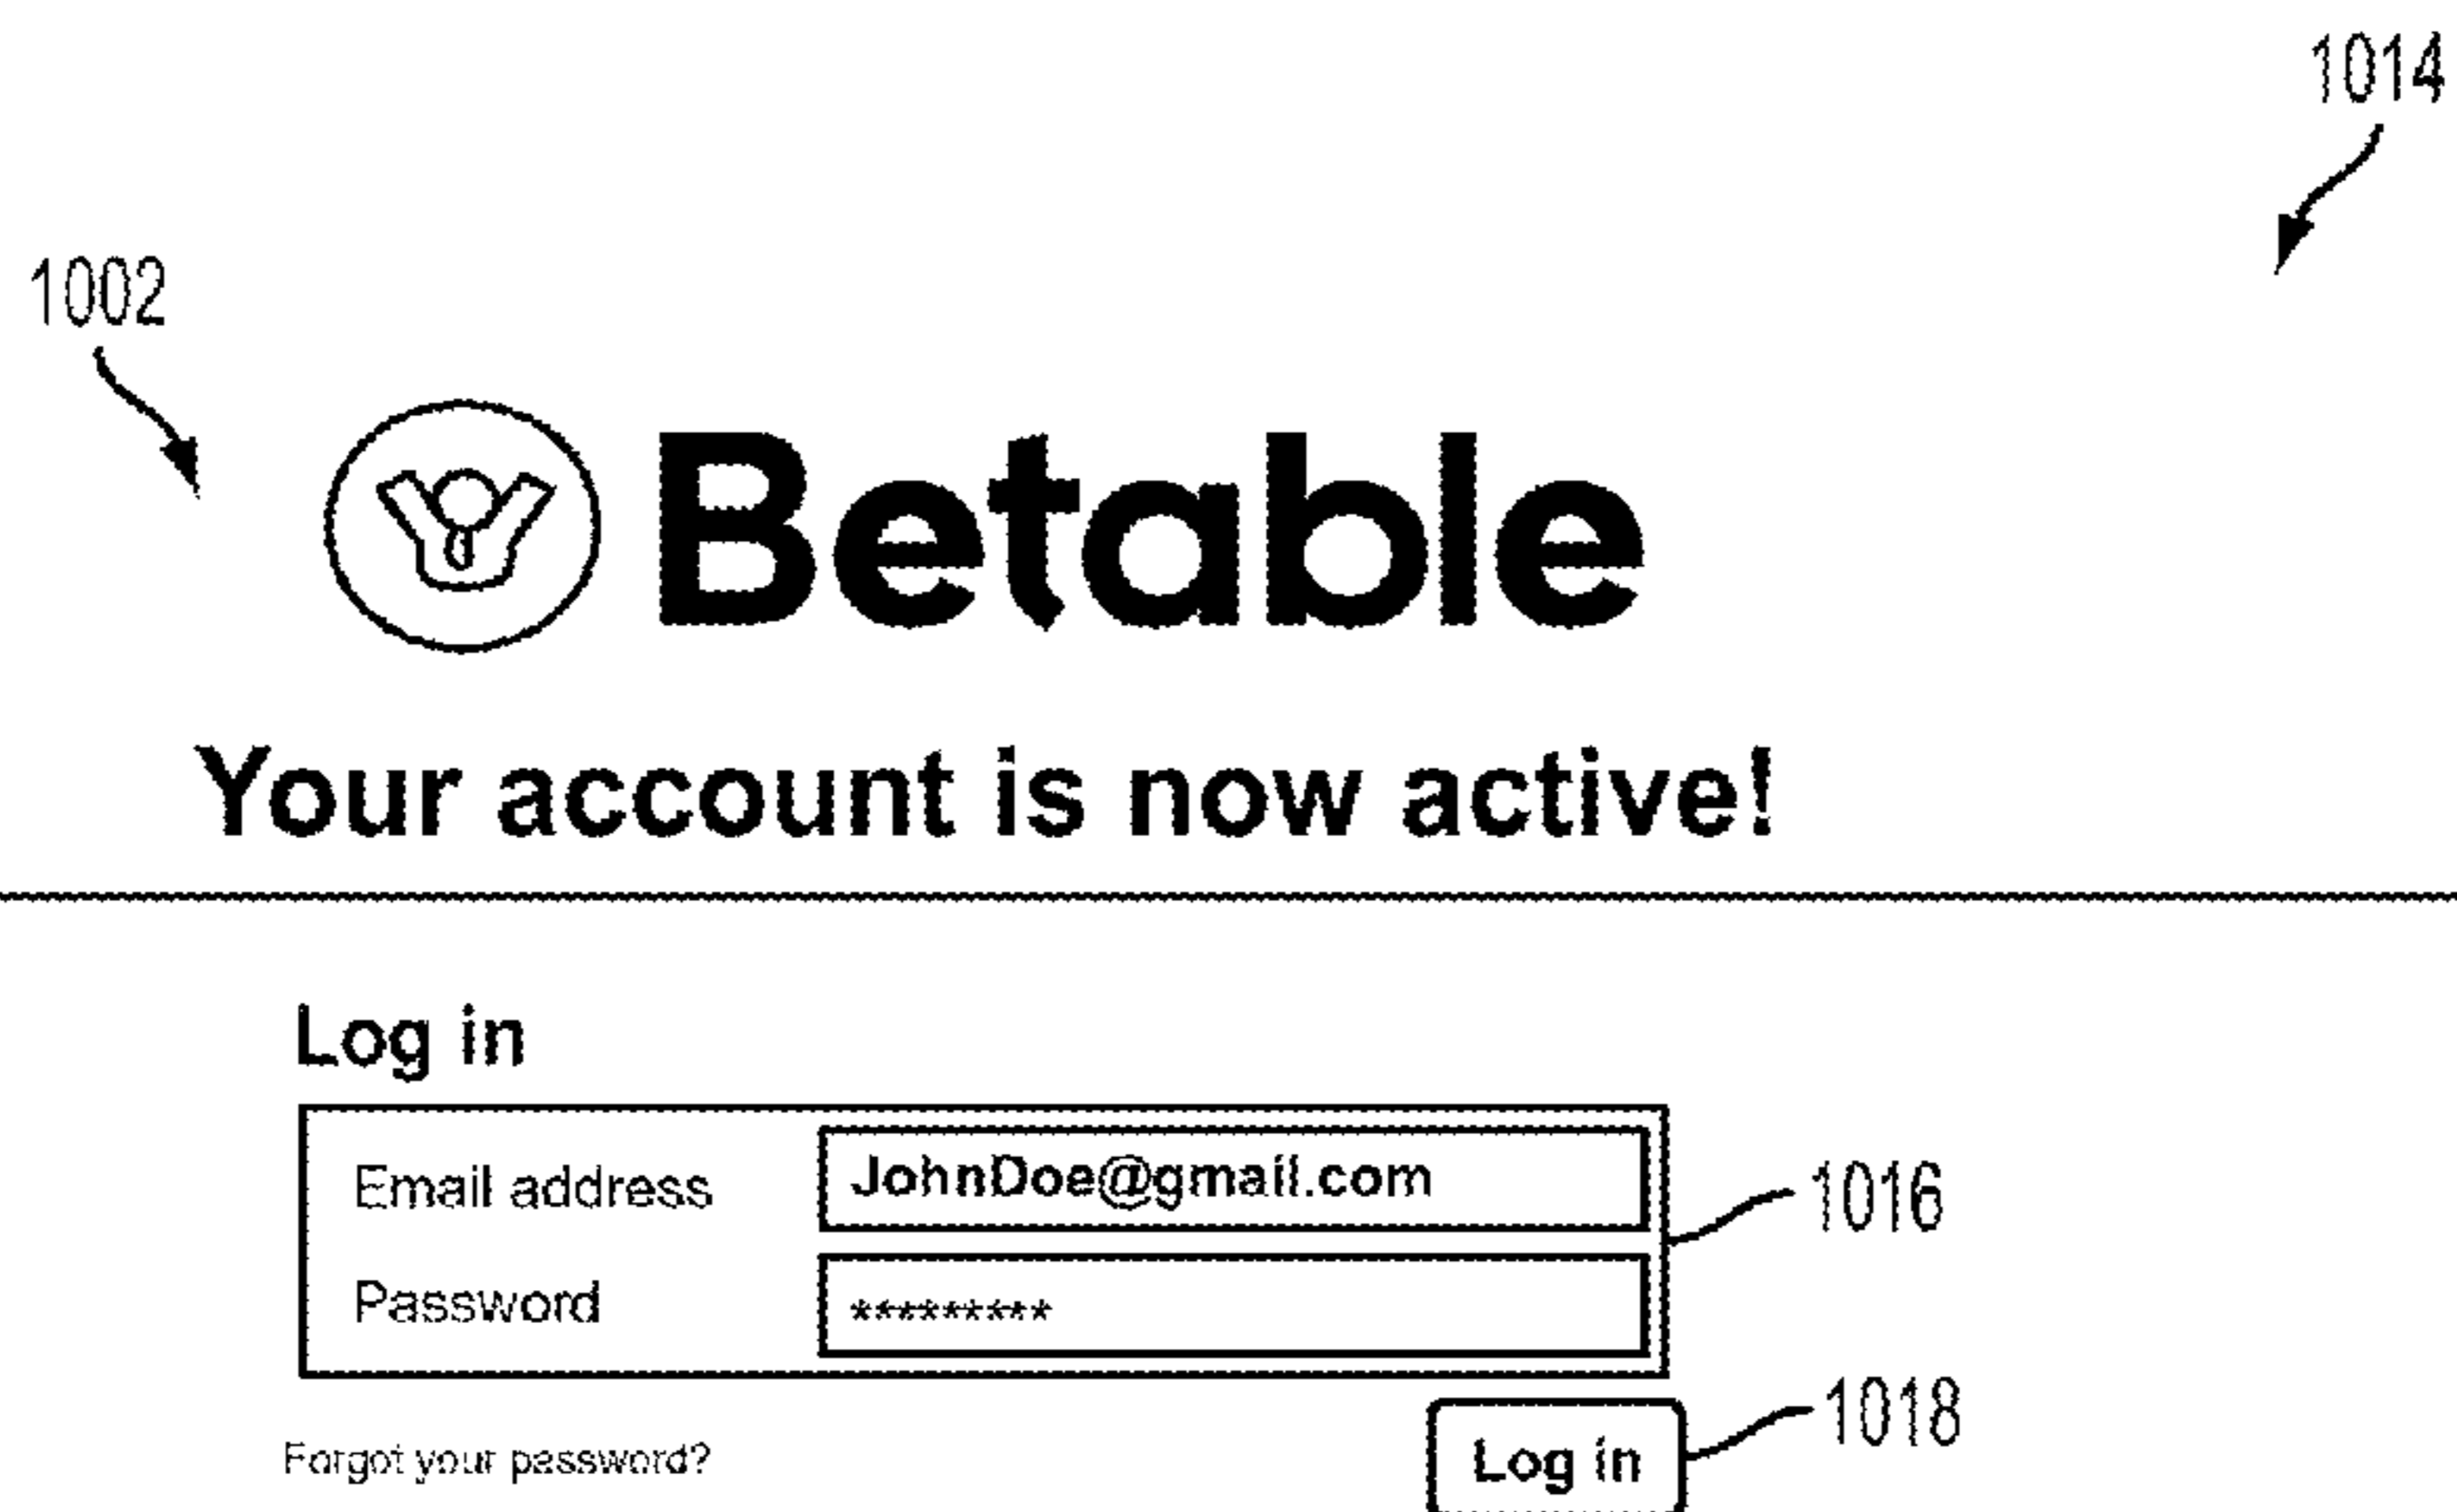 1014
1002
Betable
Your account is now active!
Log in
Email address JohnDoe@gmail.com
1016
Password *********
1018
Forgot your password? Log in